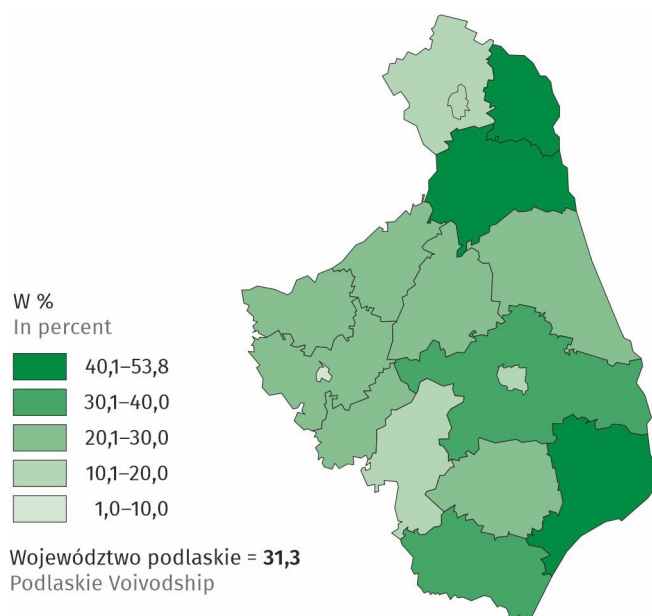 W %
In percent
40,1–53,8
30,1–40,0
20,1–30,0
10,1–20,0
1,0–10,0
Województwo podlaskie = 31,3
Podlaskie Voivodship